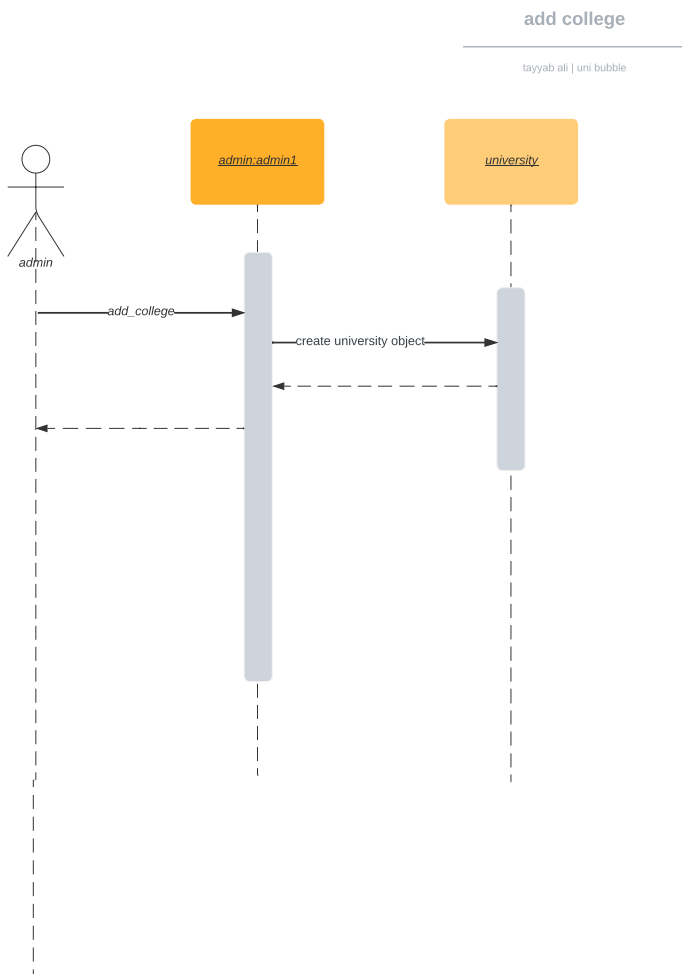 add college
tayyab ali | uni bubble
admin:admin1
university
admin
add_college
create university object